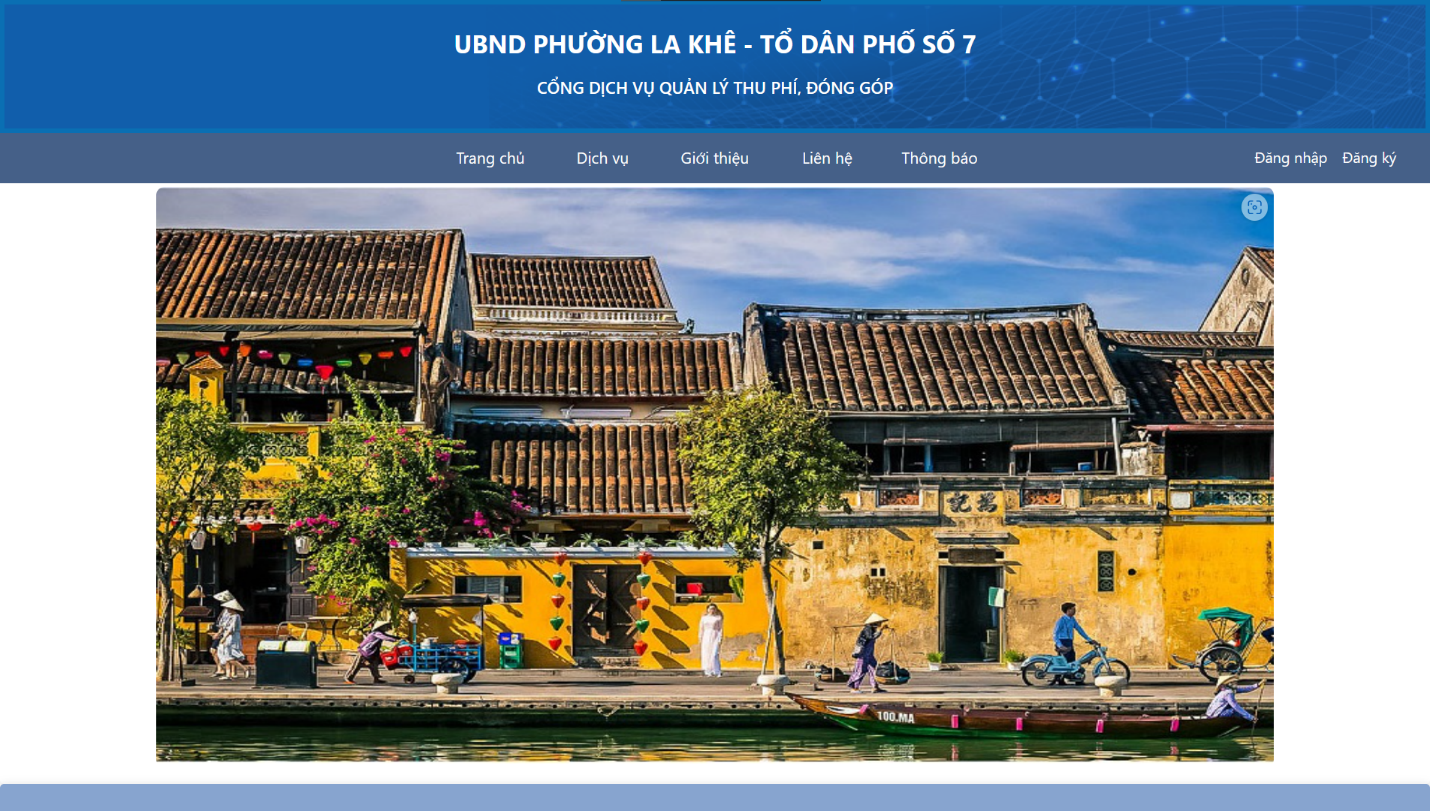 UBND PHƯỜNG LA KHÊ - TỔ DÂN PHỐ SỐ 7
CỔNG DỊCH VỤ QUẢN LÝ THU PHÍ, ĐÓNG GÓP
Trang chủ Dịch vụ Giới thiệu Liên hệ Thông báo Đăng nhập Đăng ký
100.MA